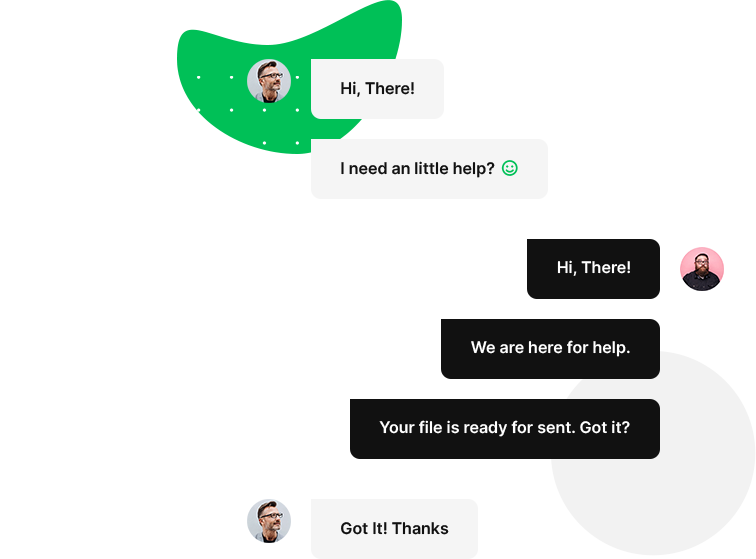 Hi, There!
I need an little help?
Hi, There!
We are here for help.
Your file is ready for sent. Got it?
Got It! Thanks